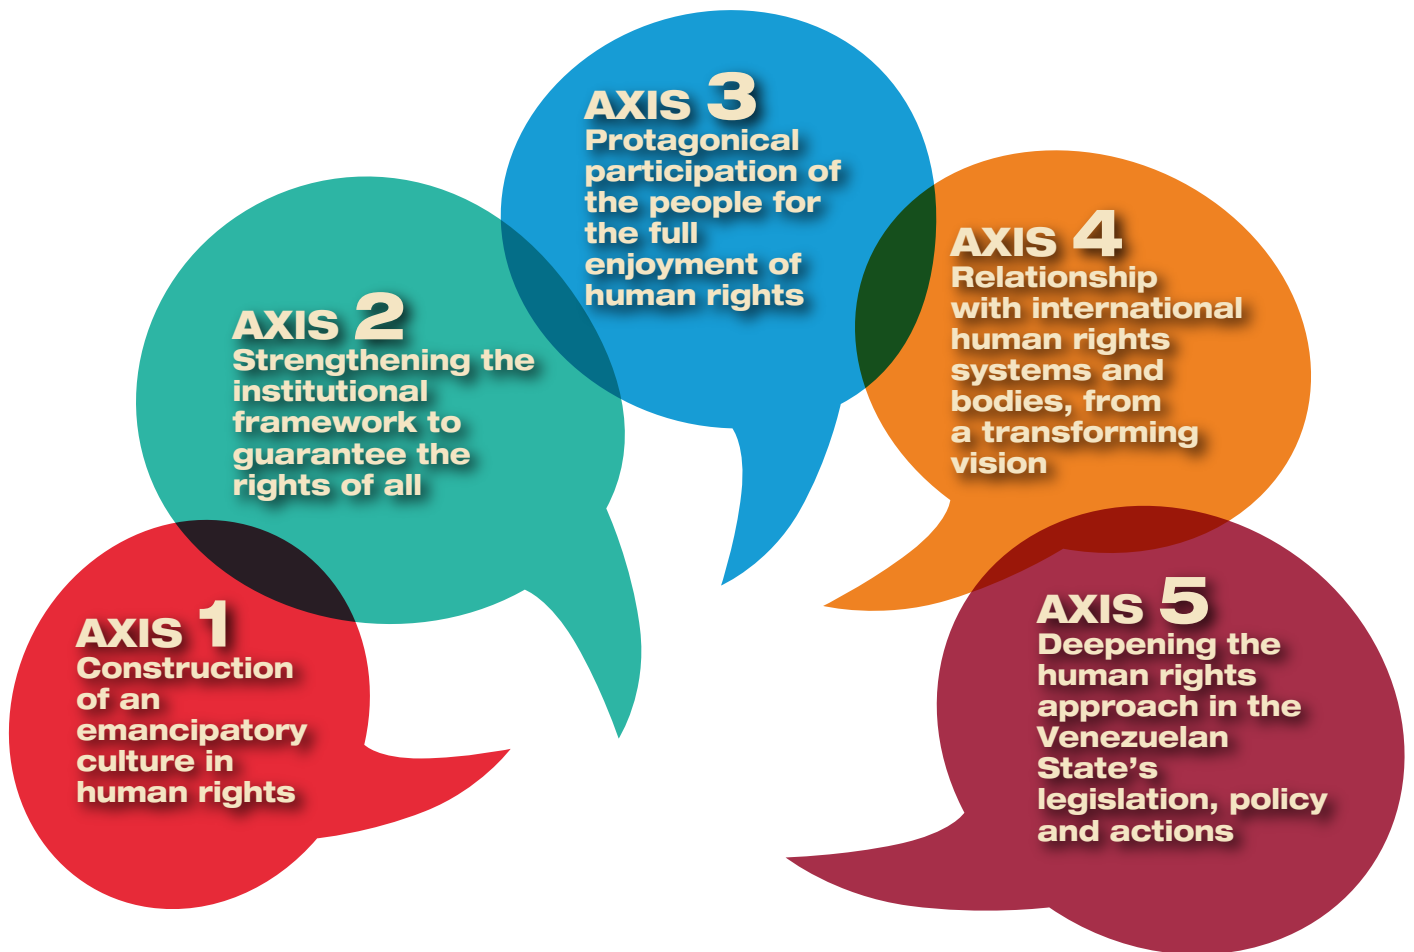 AXIS 1
Construction
of an
emancipatory
culture in
human rights
AXIS 2
Strengthening the
institutional
framework to
guarantee the
rights of all
AXIS 3
Protagonical
participation of
the people for
the full
enjoyment of
human rights
AXIS 4
Relationship
with international
human rights
systems and
bodies, from
a transforming
vision
AXIS 5
Deepening the
human rights
approach in the
Venezuelan
State’s
legislation, policy
and actions